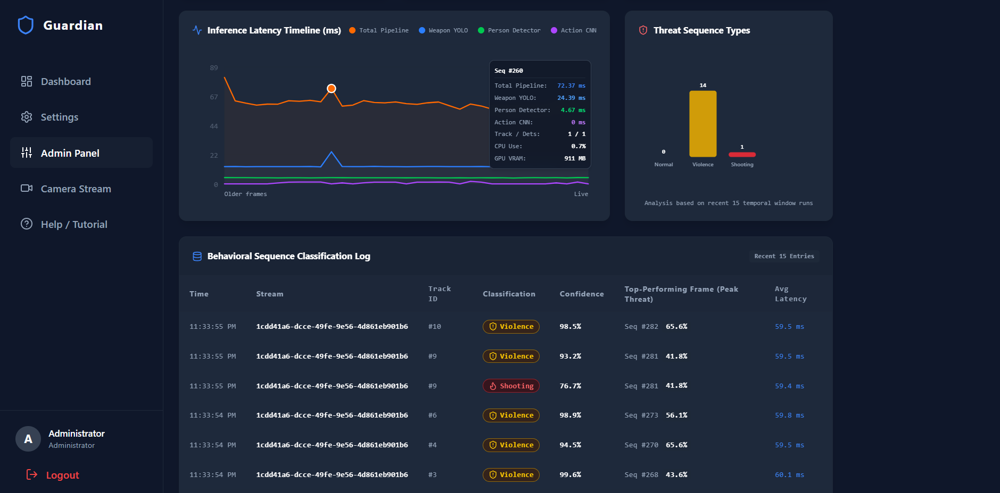 Guardian
Dashboard
Settings
Admin Panel
Camera Stream
Help / Tutorial
A
Administrator
Administrator
Logout
Inference Latency Timeline (ms)
Total Pipeline
Weapon YOLO
Person Detector
Action CNN
89
67
44
22
0
Older frames
Live
Seq #260
Total Pipeline: 72.37 ms
Weapon YOLO: 24.39 ms
Person Detector: 4.67 ms
Action CNN: 0 ms
Track / Dets: 1 / 1
CPU Use: 0.7%
GPU VRAM: 911 MB
Threat Sequence Types
0
14
1
Normal
Violence
Shooting
Analysis based on recent 15 temporal window runs
Behavioral Sequence Classification Log
Recent 15 Entries
Time Stream Track ID Classification Confidence Top-Performing Frame (Peak Threat) Avg Latency
11:33:55 PM 1cdd41a6-dcce-49fe-9e56-4d861eb901b6 #10 Violence 98.5% Seq #282 65.6% 59.5 ms
11:33:55 PM 1cdd41a6-dcce-49fe-9e56-4d861eb901b6 #9 Violence 93.2% Seq #281 41.8% 59.5 ms
11:33:55 PM 1cdd41a6-dcce-49fe-9e56-4d861eb901b6 #9 Shooting 76.7% Seq #281 41.8% 59.4 ms
11:33:54 PM 1cdd41a6-dcce-49fe-9e56-4d861eb901b6 #6 Violence 98.9% Seq #273 56.1% 59.8 ms
11:33:54 PM 1cdd41a6-dcce-49fe-9e56-4d861eb901b6 #4 Violence 94.5% Seq #270 65.6% 59.5 ms
11:33:54 PM 1cdd41a6-dcce-49fe-9e56-4d861eb901b6 #3 Violence 99.6% Seq #268 43.6% 60.1 ms